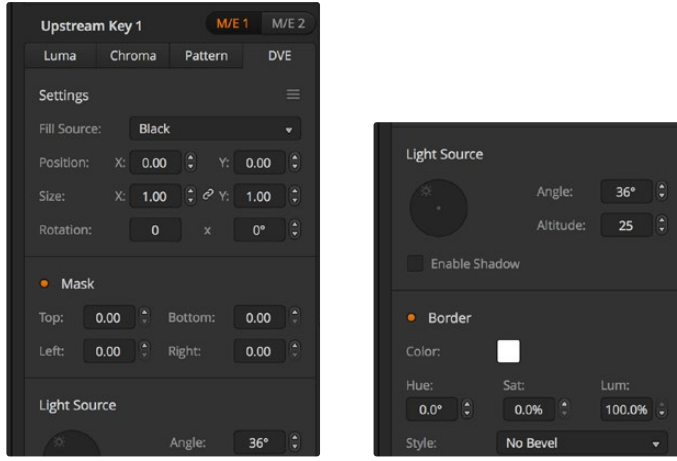 Upstream Key 1 M/E 1 M/E 2
Luma Chroma Pattern DVE
Settings
Fill Source: Black
Position: X: 0.00 Y: 0.00
Size: X: 1.00 Y: 1.00
Rotation: 0 x 0°
Mask
Top: 0.00 Bottom: 0.00
Left: 0.00 Right: 0.00
Light Source
Angle: 36°
Light Source
Angle: 36°
Altitude: 25
Enable Shadow
Border
Color:
Hue: Sat: Lum:
0.0° 0.0% 100.0%
Style: No Bevel